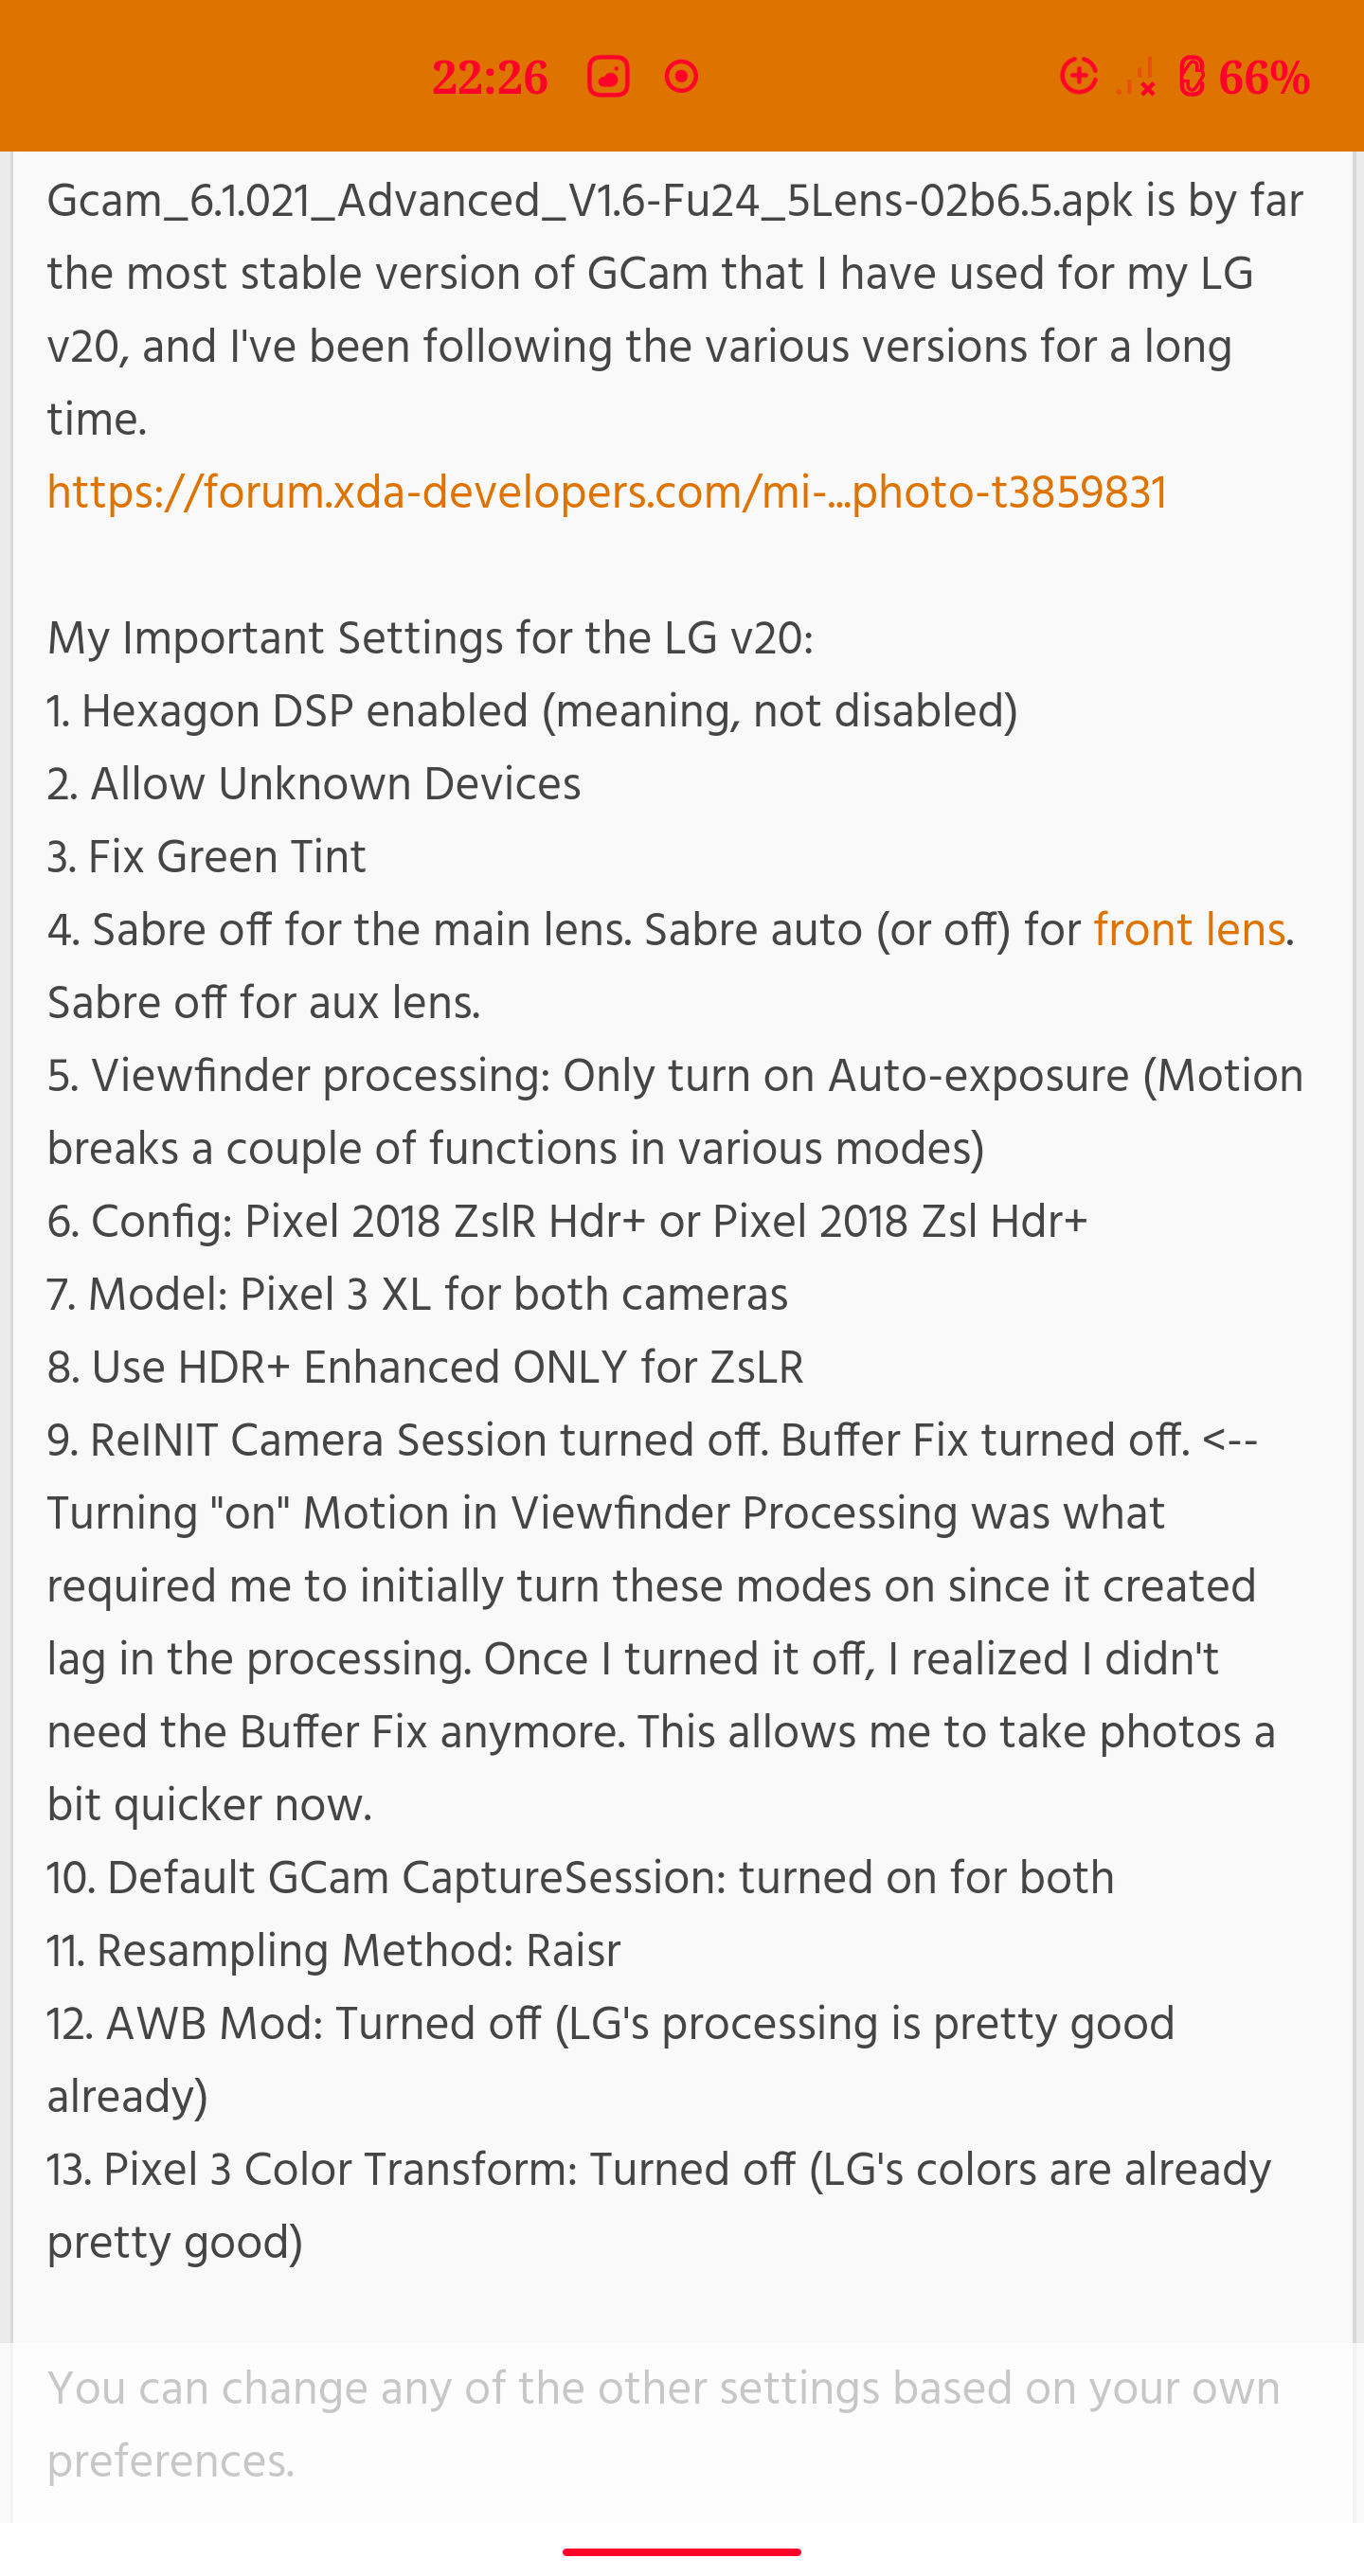 22:26
66%
Gcam_6.1.021_Advanced_V1.6-Fu24_5Lens-02b6.5.apk is by far
the most stable version of GCam that I have used for my LG
v20, and I've been following the various versions for a long
time.
https://forum.xda-developers.com/mi-...photo-t3859831
My Important Settings for the LG v20:
1. Hexagon DSP enabled (meaning, not disabled)
2. Allow Unknown Devices
3. Fix Green Tint
4. Sabre off for the main lens. Sabre auto (or off) for front lens.
Sabre off for aux lens.
5. Viewfinder processing: Only turn on Auto-exposure (Motion
breaks a couple of functions in various modes)
6. Config: Pixel 2018 ZslR Hdr+ or Pixel 2018 Zsl Hdr+
7. Model: Pixel 3 XL for both cameras
8. Use HDR+ Enhanced ONLY for ZsLR
9. ReINIT Camera Session turned off. Buffer Fix turned off. <--
Turning "on" Motion in Viewfinder Processing was what
required me to initially turn these modes on since it created
lag in the processing. Once I turned it off, I realized I didn't
need the Buffer Fix anymore. This allows me to take photos a
bit quicker now.
10. Default GCam CaptureSession: turned on for both
11. Resampling Method: Raisr
12. AWB Mod: Turned off (LG's processing is pretty good
already)
13. Pixel 3 Color Transform: Turned off (LG's colors are already
pretty good)
You can change any of the other settings based on your own
preferences.